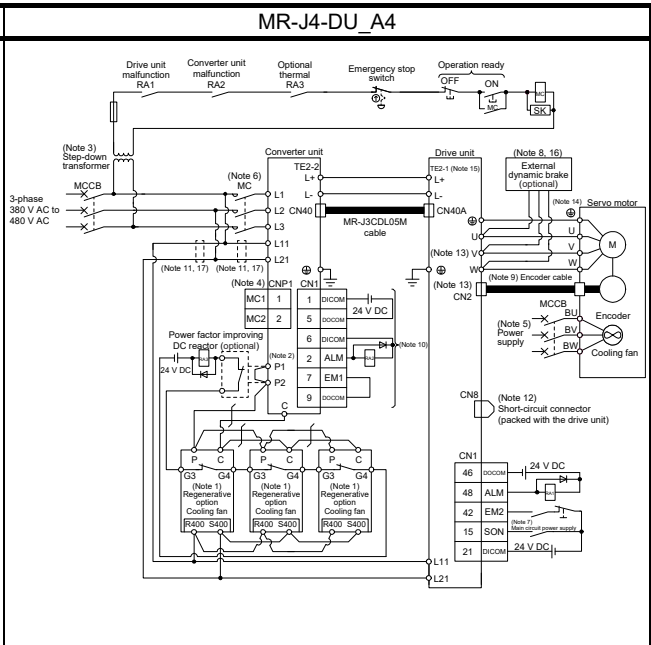 MR-J4-DU_A4
Drive unit
malfunction
RA1
Converter unit
malfunction
RA2
Optional
thermal
RA3
Emergency stop
switch
Operation ready
OFF
ON
MC
MC
SK
(Note 3)
Step-down
transformer
MCCB
3-phase
380 V AC to
480 V AC
(Note 6)
MC
Converter unit
TE2-2
L+
L-
L1
L2
L3
L11
L21
CN40
MR-J3CDL05M
cable
Drive unit
TE2-1 (Note 15)
L+
L-
CN40A
(Note 8, 16)
External
dynamic brake
(optional)
(Note 14)
Servo motor
U
V
W
U
V
W
M
(Note 13)
(Note 9) Encoder cable
(Note 13)
CN2
Encoder
MCCB
(Note 5)
Power
supply
BU
BV
BW
Cooling fan
(Note 11, 17)
(Note 11, 17)
(Note 4)
CNP1
MC1 1
MC2 2
CN1
1 DICOM
5 DOCOM
6 DICOM
2 ALM
7 EM1
9 DOCOM
24 V DC
RA2
(Note 10)
Power factor improving
DC reactor (optional)
24 V DC
RA3
(Note 2)
P1
P2
C
P C
G3 G4
(Note 1)
Regenerative
option
Cooling fan
R400 S400
P C
G3 G4
(Note 1)
Regenerative
option
Cooling fan
R400 S400
P C
G3 G4
(Note 1)
Regenerative
option
Cooling fan
R400 S400
L11
L21
CN8
(Note 12)
Short-circuit connector
(packed with the drive unit)
CN1
46 DOCOM
48 ALM
42 EM2
15 SON
21 DICOM
24 V DC
RA1
(Note 7)
Main circuit power supply
24 V DC